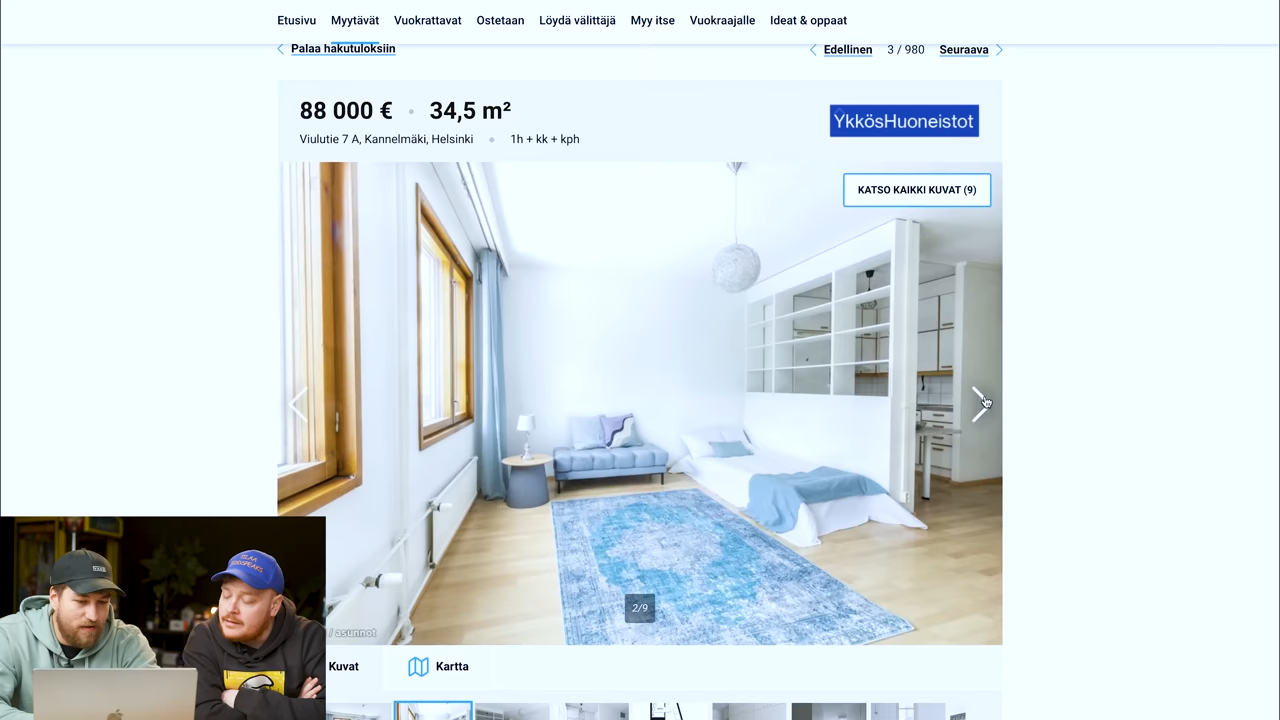 Etusivu Myytävät Vuokrattavat Ostetaan Löydä välittäjä Myy itse Vuokraajalle Ideat & oppaat
Palaa hakutuloksiin Edellinen 3 / 980 Seuraava
88 000 € • 34,5 m²
YkkösHuoneistot
Viulutie 7 A, Kannelmäki, Helsinki • 1h + kk + kph
KATSO KAIKKI KUVAT (9)
2/9
/ asunnot
Kuvat Kartta